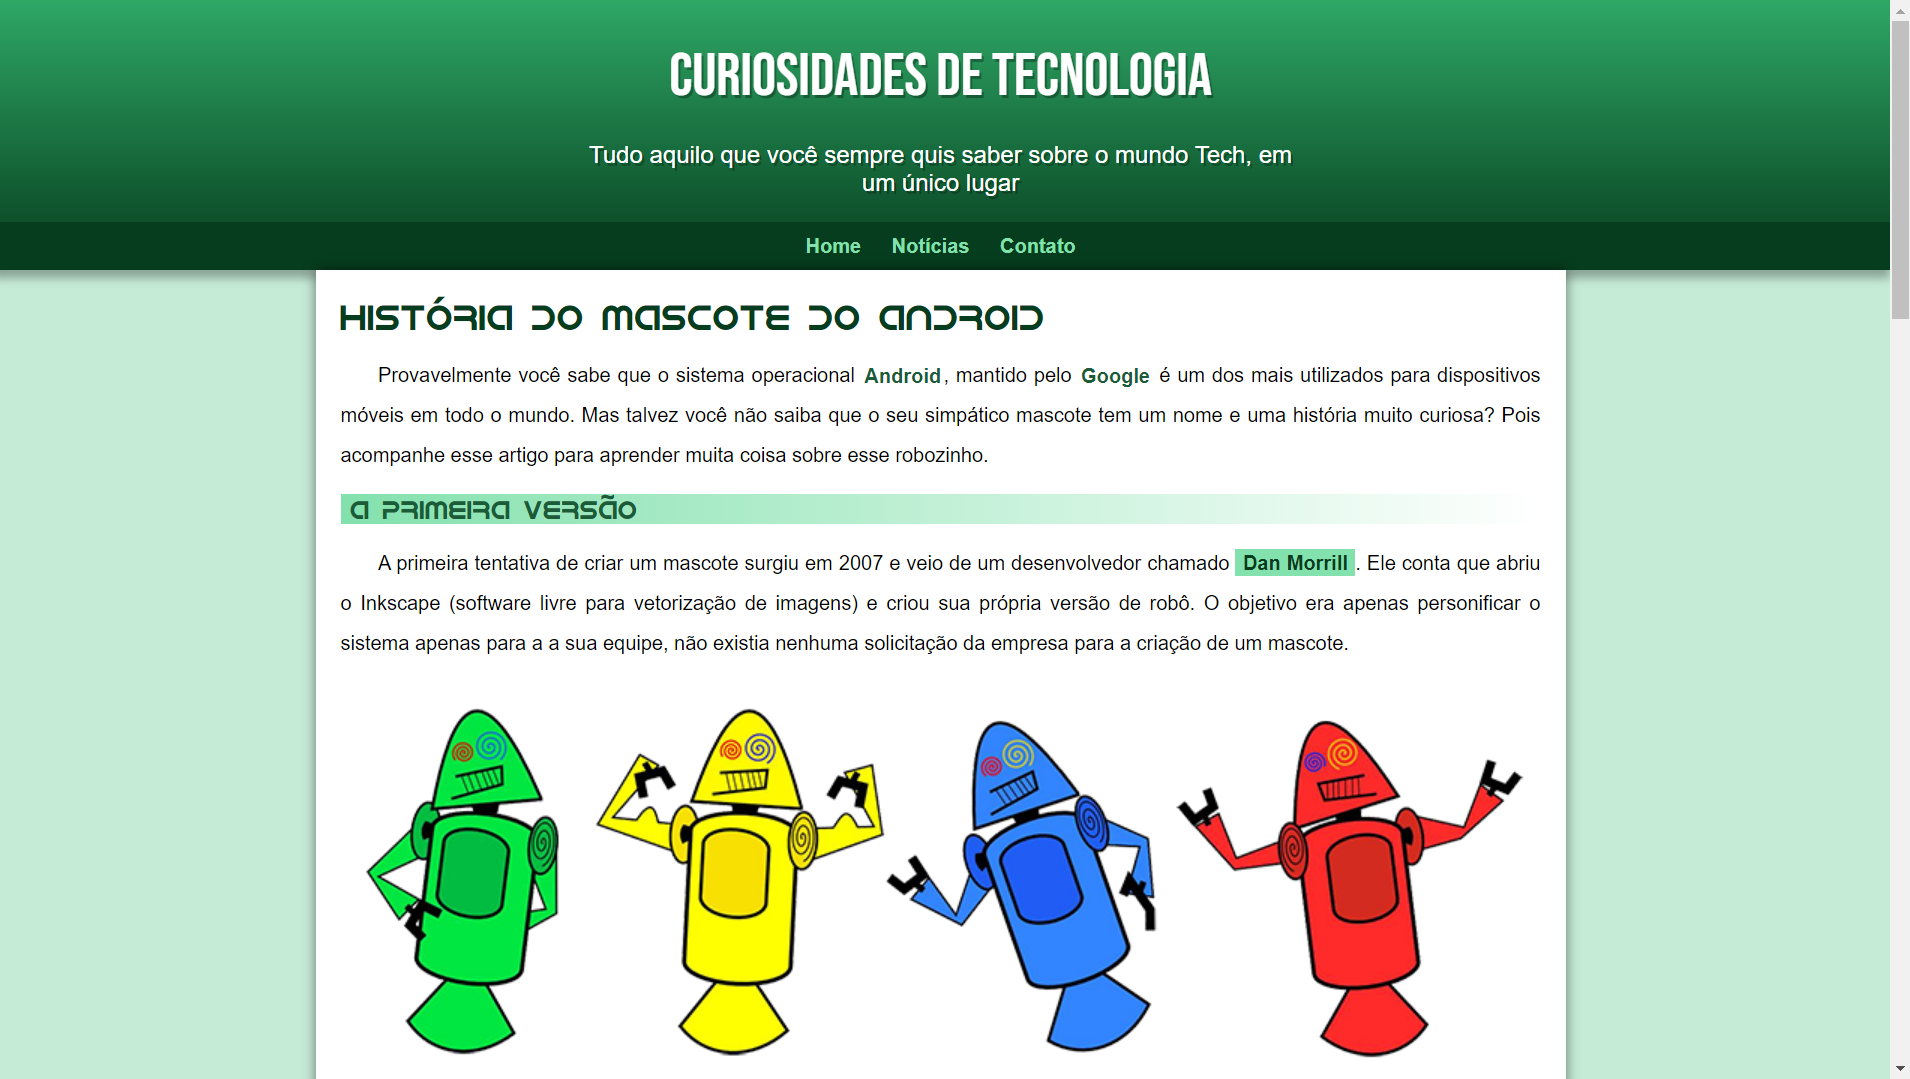 CURIOSIDADES DE TECNOLOGIA
Tudo aquilo que você sempre quis saber sobre o mundo Tech, em
um único lugar
Home Notícias Contato
HISTÓRIA DO MASCOTE DO ANDROID
Provavelmente você sabe que o sistema operacional Android, mantido pelo Google é um dos mais utilizados para dispositivos
móveis em todo o mundo. Mas talvez você não saiba que o seu simpático mascote tem um nome e uma história muito curiosa? Pois
acompanhe esse artigo para aprender muita coisa sobre esse robozinho.
A PRIMEIRA VERSÃO
A primeira tentativa de criar um mascote surgiu em 2007 e veio de um desenvolvedor chamado Dan Morrill. Ele conta que abriu
o Inkscape (software livre para vetorização de imagens) e criou sua própria versão de robô. O objetivo era apenas personificar o
sistema apenas para a a sua equipe, não existia nenhuma solicitação da empresa para a criação de um mascote.